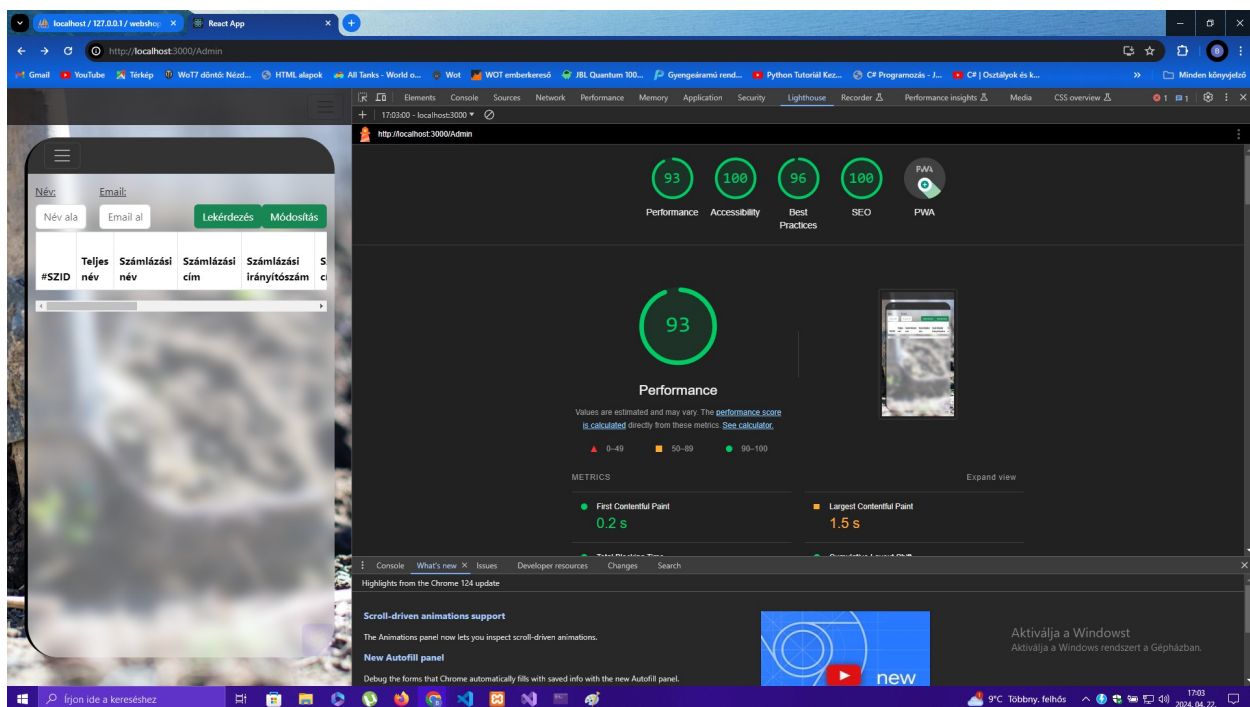 localhost / 127.0.0.1 / webshop
React App
http://localhost:3000/Admin
Gmail YouTube Térkép WoT7 döntő: Nézd... HTML alapok All Tanks - World o... Wot WOT emberkereső JBL Quantum 100... Gyengeáramú rend... Python Tutoriál Kez... C# Programozás - J... C# | Osztályok és k... » Minden könyvjelző
Elements Console Sources Network Performance Memory Application Security Lighthouse Recorder Performance insights Media CSS overview 1 1
17:03:00 - localhost:3000
http://localhost:3000/Admin
Név: Email:
Név ala Email al Lekérdezés Módosítás
#SZID Teljes név Számlázási név Számlázási cím Számlázási irányítószám S
93 100 96 100 PWA
Performance Accessibility Best Practices SEO PWA
93
Performance
Values are estimated and may vary. The performance score
is calculated directly from these metrics. See calculator.
0–49 50–89 90–100
METRICS Expand view
First Contentful Paint
0.2 s
Largest Contentful Paint
1.5 s
Total Blocking Time Cumulative Layout Shift
Console What's new Issues Developer resources Changes Search
Highlights from the Chrome 124 update
Scroll-driven animations support
The Animations panel now lets you inspect scroll-driven animations.
New Autofill panel
Debug the forms that Chrome automatically fills with saved info with the new Autofill panel.
new
Aktiválja a Windowst
Aktiválja a Windows rendszert a Gépházban.
Írjon ide a kereséshez
9°C Többny. felhős
17:03
2024. 04. 22.